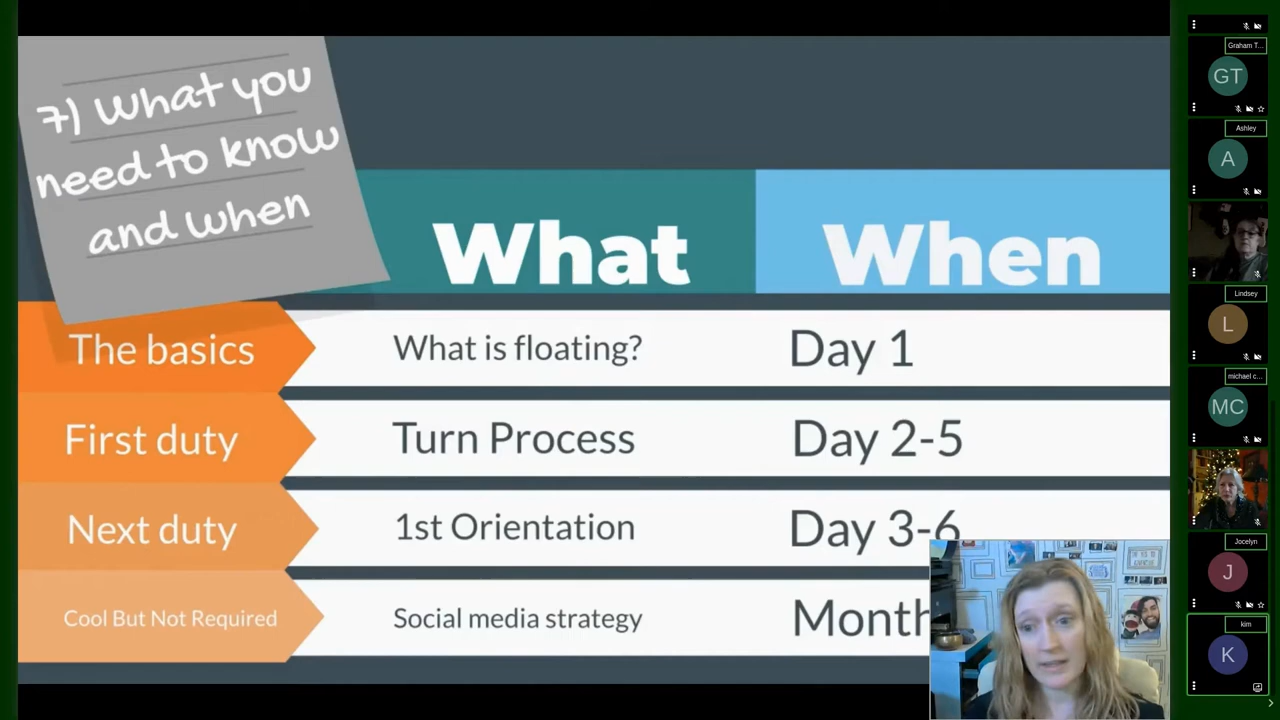 7) What you
need to know
and when
What
When
The basics
What is floating?
Day 1
First duty
Turn Process
Day 2-5
Next duty
1st Orientation
Day 3-6
Cool But Not Required
Social media strategy
Month
Graham T...
GT
Ashley
A
Lindsey
L
michael c...
MC
Jocelyn
J
kim
K